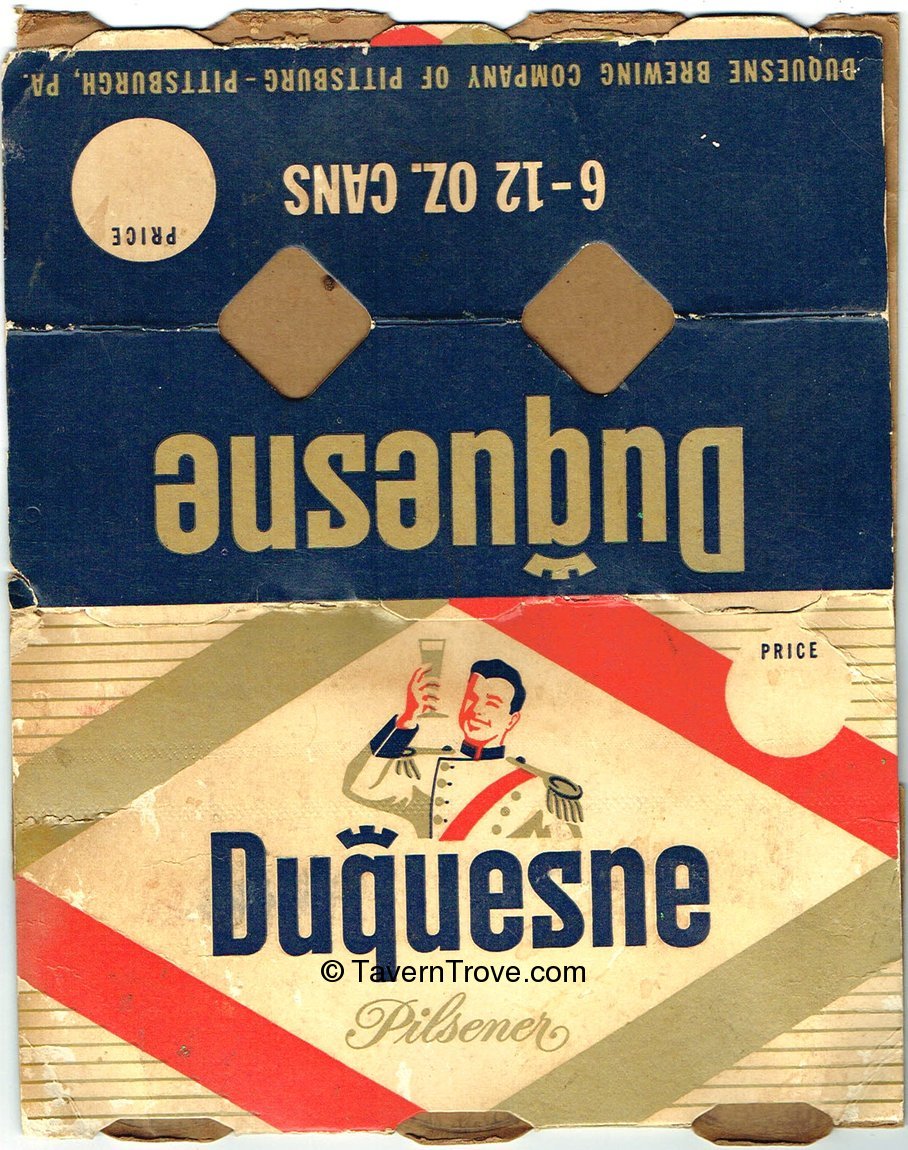 DUQUESNE BREWING COMPANY OF PITTSBURG - PITTSBURGH, PA.
6-12 OZ. CANS
PRICE
Duquesne
PRICE
Duquesne
© TavernTrove.com
Pilsener